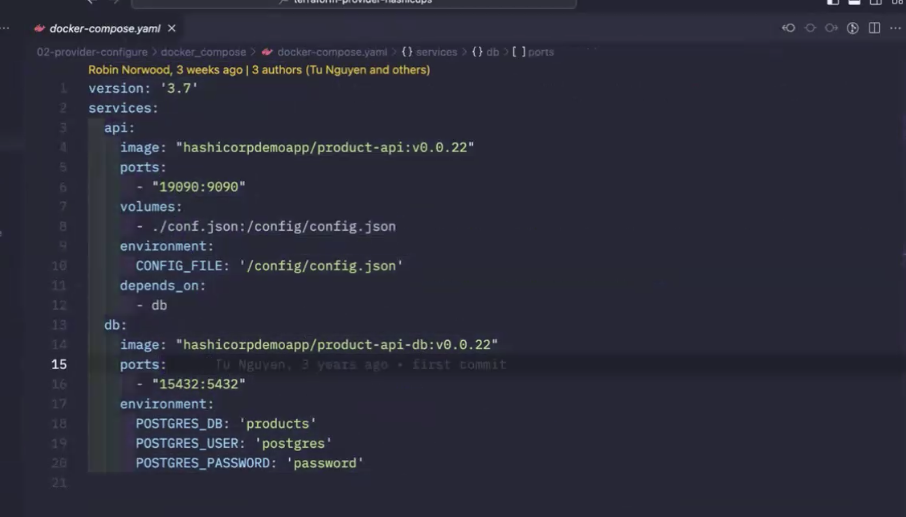 terraform-provider-hashicups
docker-compose.yaml
02-provider-configure > docker_compose > docker-compose.yaml > {} services > {} db > [ ] ports
Robin Norwood, 3 weeks ago | 3 authors (Tu Nguyen and others)
1 version: '3.7'
2 services:
3 api:
4 image: "hashicorpdemoapp/product-api:v0.0.22"
5 ports:
6 - "19090:9090"
7 volumes:
8 - ./conf.json:/config/config.json
9 environment:
10 CONFIG_FILE: '/config/config.json'
11 depends_on:
12 - db
13 db:
14 image: "hashicorpdemoapp/product-api-db:v0.0.22"
15 ports: Tu Nguyen, 3 years ago • first commit
16 - "15432:5432"
17 environment:
18 POSTGRES_DB: 'products'
19 POSTGRES_USER: 'postgres'
20 POSTGRES_PASSWORD: 'password'
21